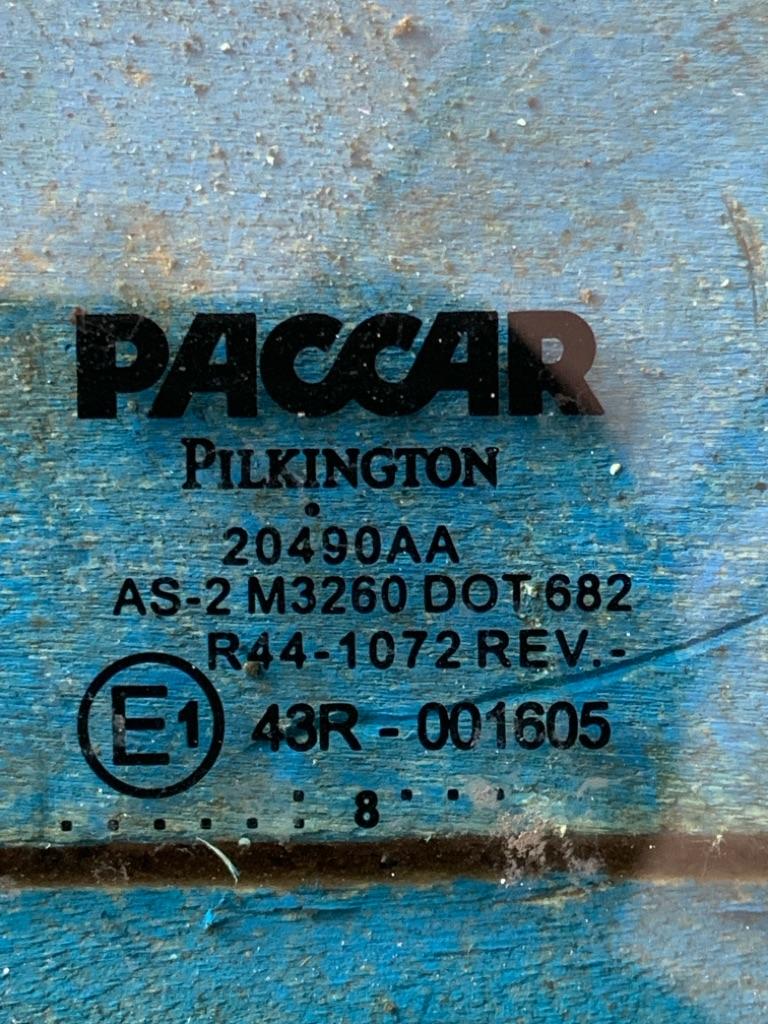 PACCAR
PILKINGTON
20490AA
AS-2 M3260 DOT 682
R44-1072 REV.-
E1 43R - 001605
8